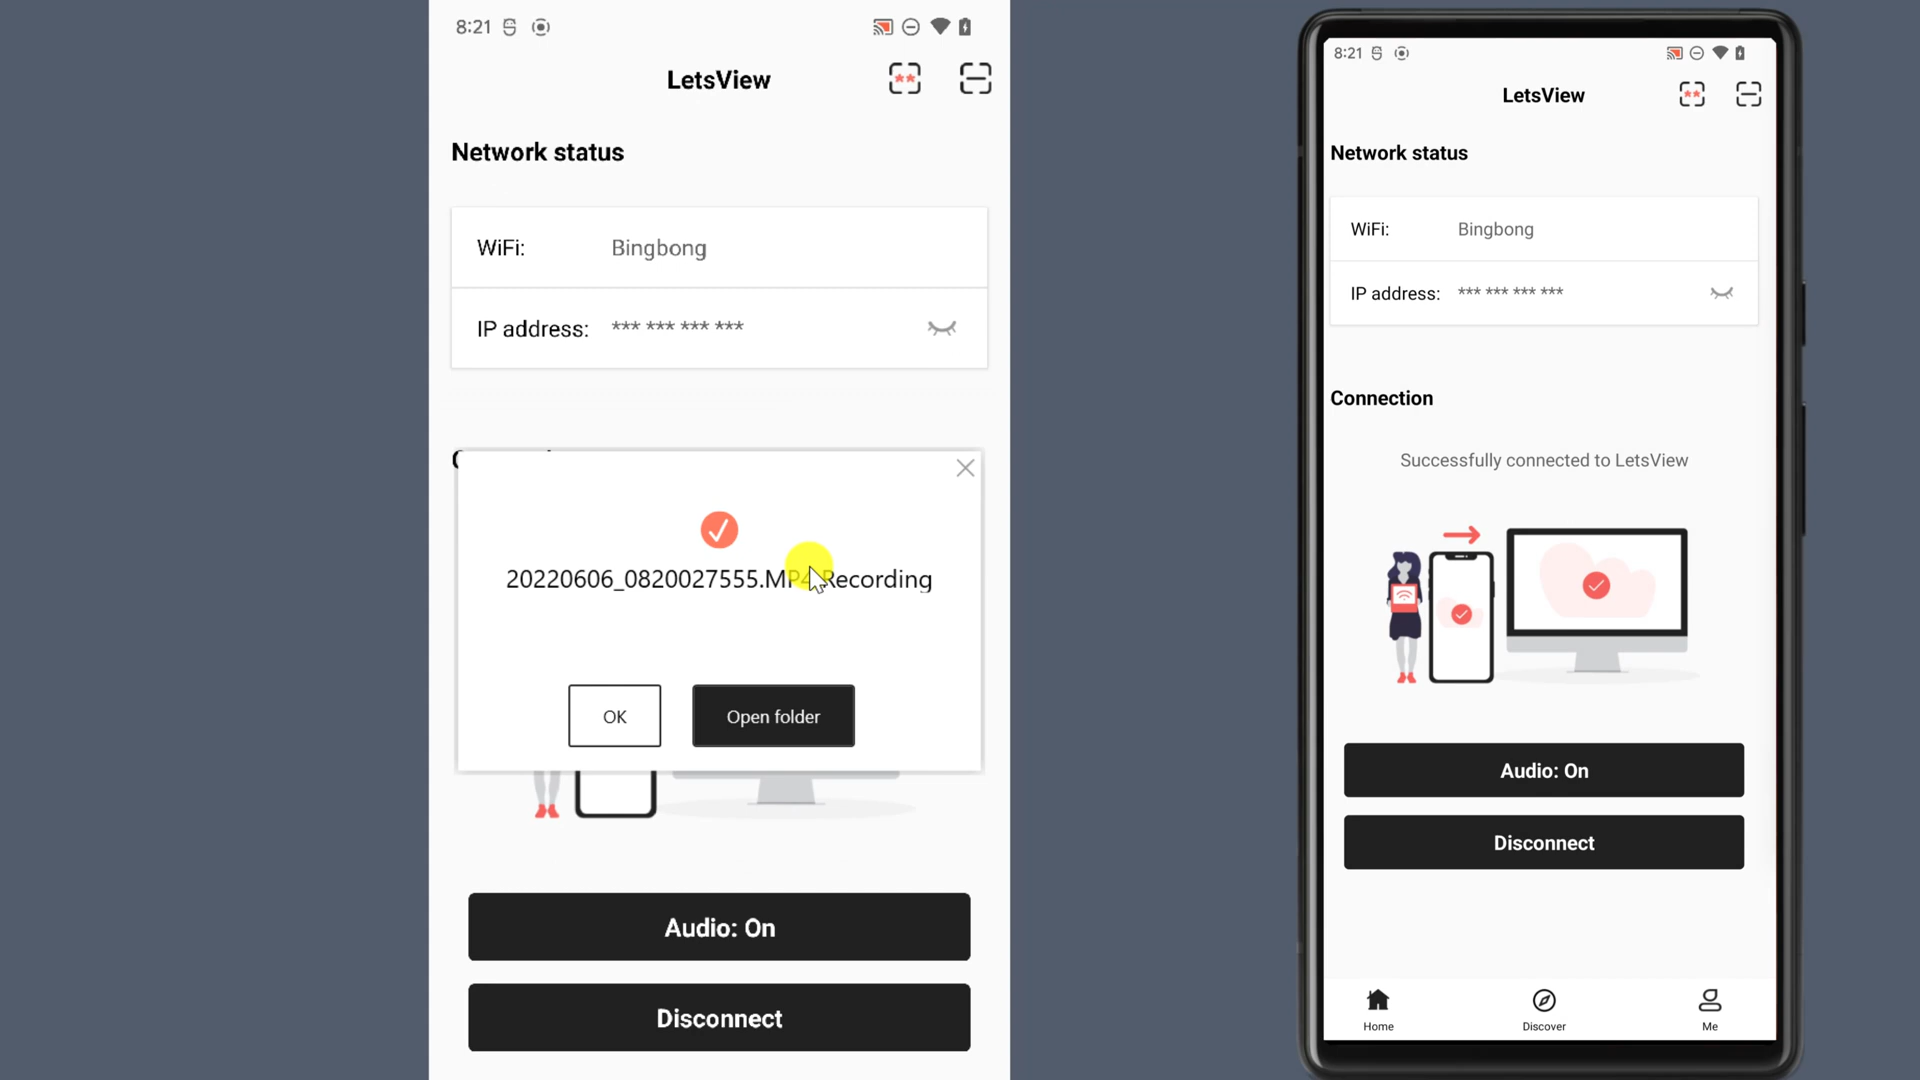 8:21
LetsView
Network status
WiFi: Bingbong
IP address: *** *** *** ***
20220606_0820027555.MP4 Recording
OK
Open folder
Audio: On
Disconnect
8:21
LetsView
Network status
WiFi: Bingbong
IP address: *** *** *** ***
Connection
Successfully connected to LetsView
Audio: On
Disconnect
Home
Discover
Me